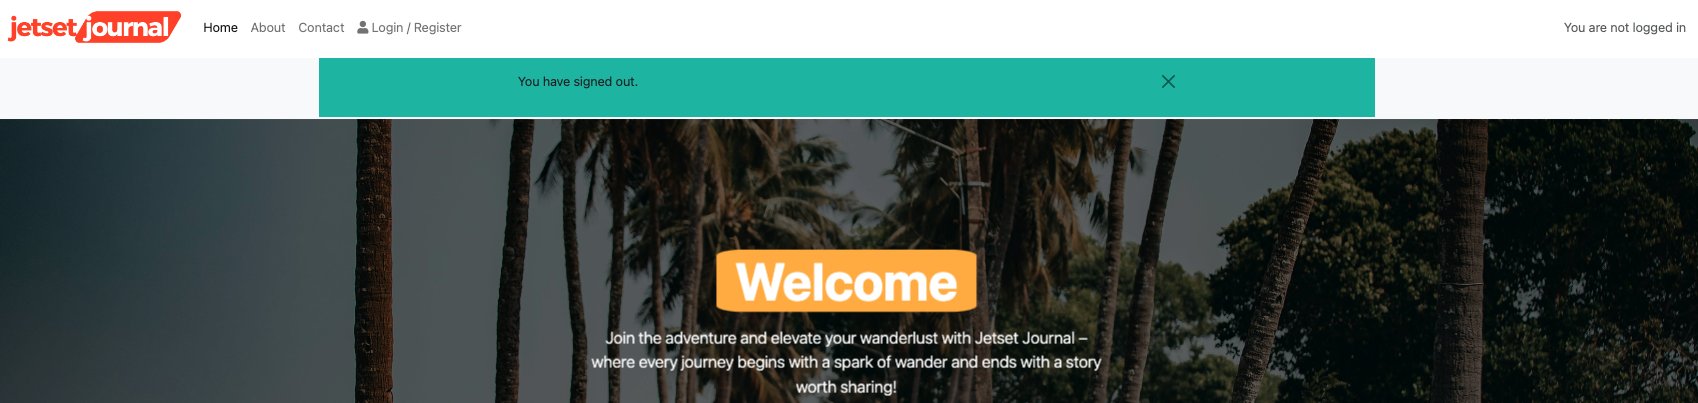 jetset journal
Home About Contact Login / Register
You are not logged in
You have signed out.
Welcome
Join the adventure and elevate your wanderlust with Jetset Journal –
where every journey begins with a spark of wander and ends with a story
worth sharing!